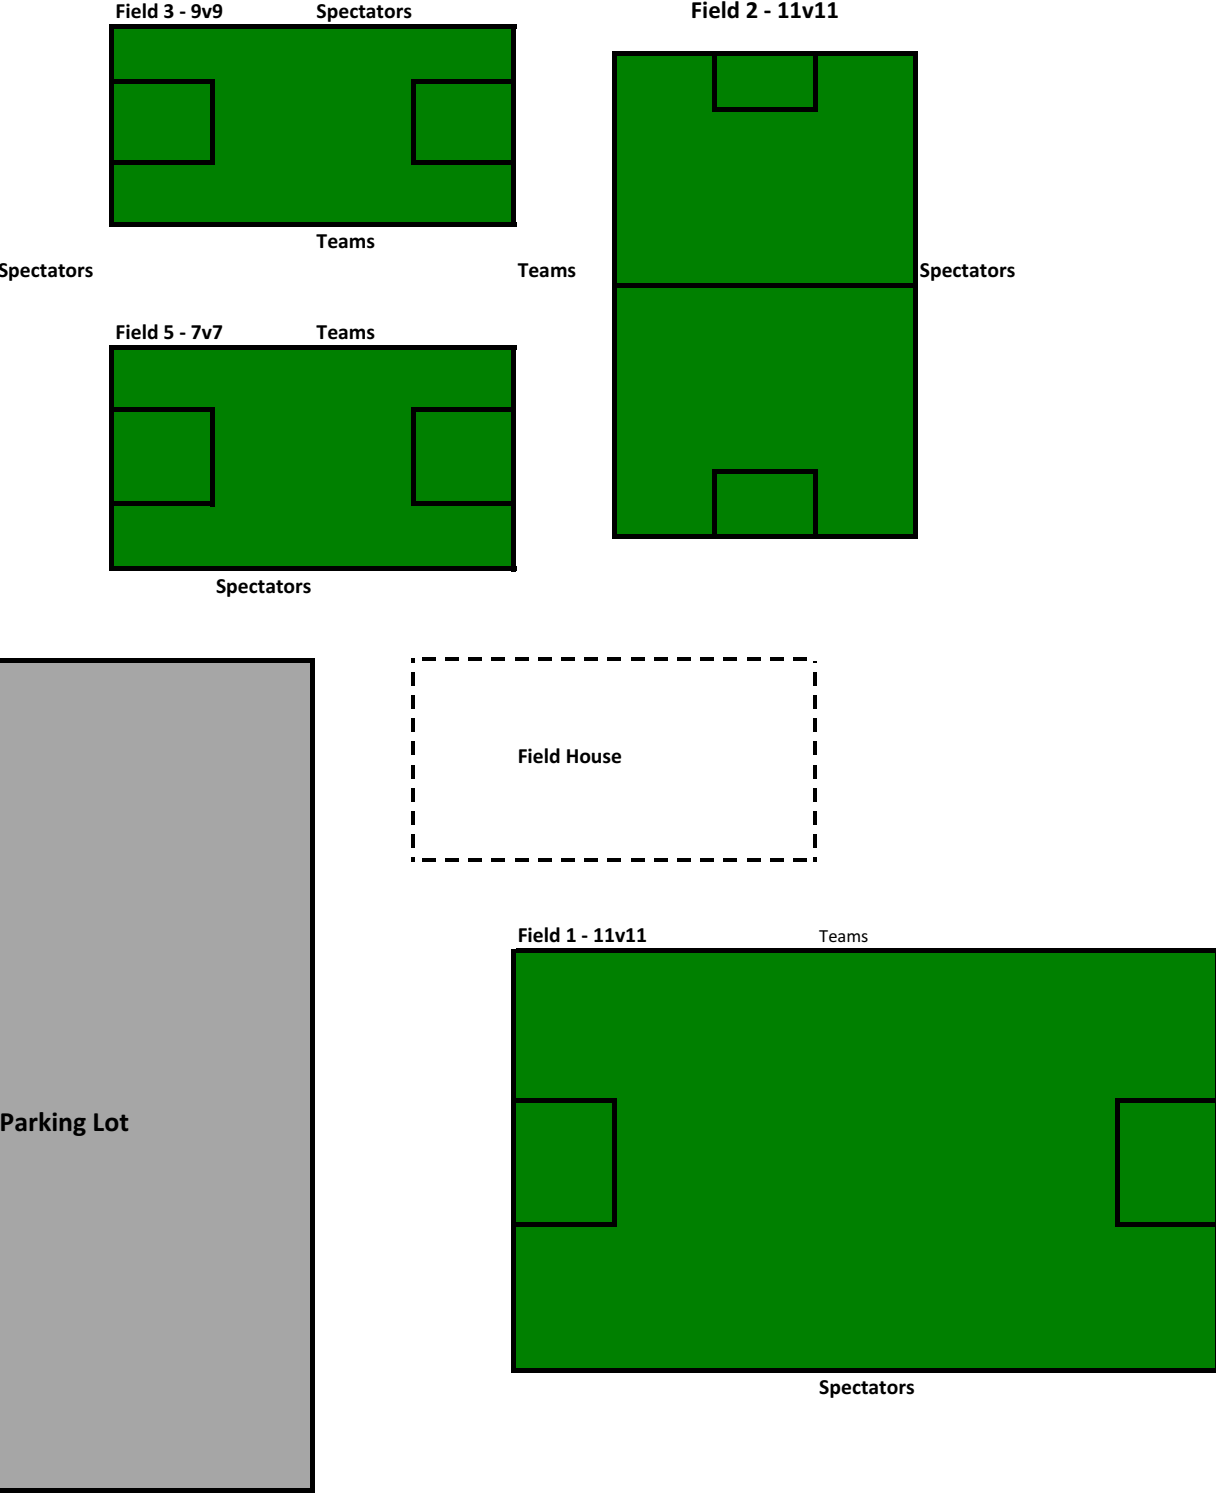 Field 3 - 9v9 Spectators Field 2 - 11v11
Teams
Spectators Teams Spectators
Field 5 - 7v7 Teams
Spectators
Field House
Field 1 - 11v11 Teams
Parking Lot
Spectators